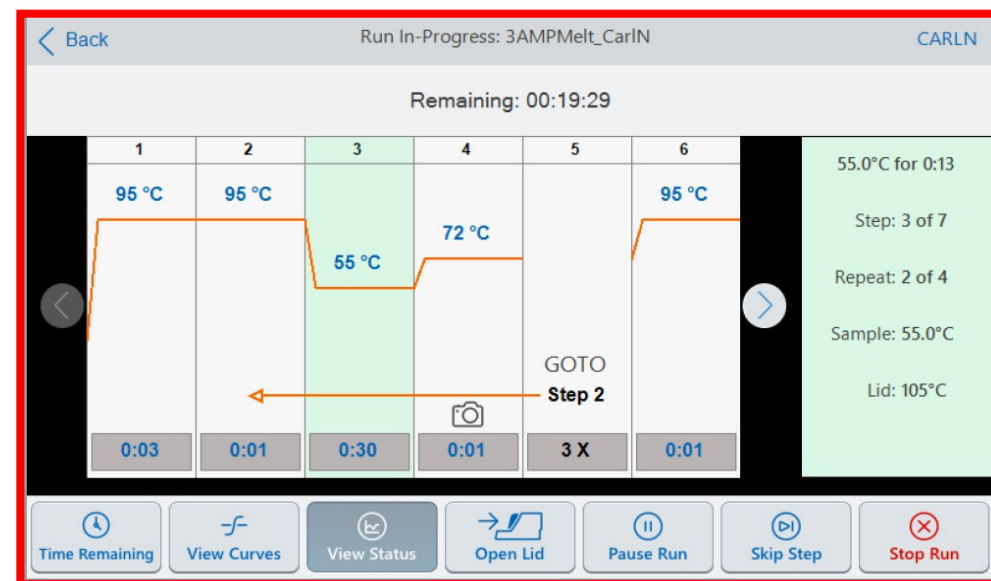 Back
Run In-Progress: 3AMPMelt_CarlN
CARLN
Remaining: 00:19:29
1 2 3 4 5 6
95 °C 95 °C 55 °C 72 °C 95 °C
GOTO
Step 2
0:03 0:01 0:30 0:01 3 X 0:01
55.0°C for 0:13
Step: 3 of 7
Repeat: 2 of 4
Sample: 55.0°C
Lid: 105°C
Time Remaining
View Curves
View Status
Open Lid
Pause Run
Skip Step
Stop Run